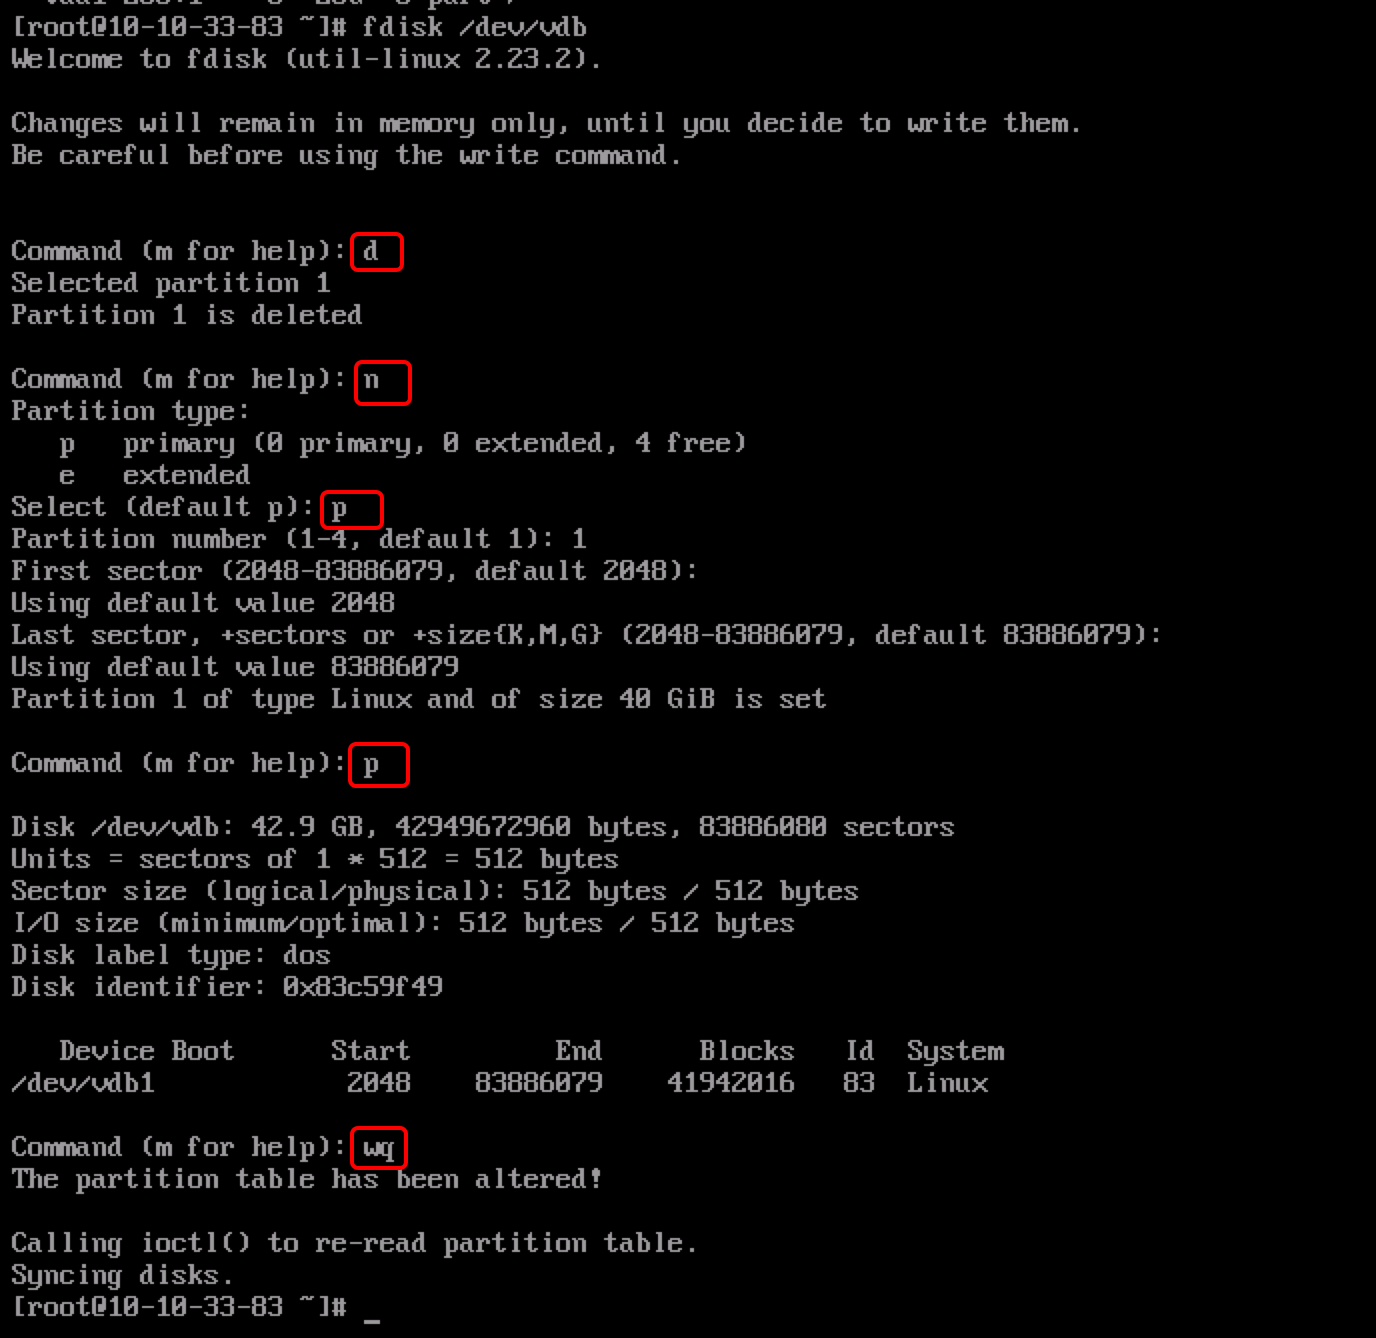 [root@10-10-33-83 ~]# fdisk /dev/vdb
Welcome to fdisk (util-linux 2.23.2).
Changes will remain in memory only, until you decide to write them.
Be careful before using the write command.
Command (m for help): d
Selected partition 1
Partition 1 is deleted
Command (m for help): n
Partition type:
   p   primary (0 primary, 0 extended, 4 free)
   e   extended
Select (default p): p
Partition number (1-4, default 1): 1
First sector (2048-83886079, default 2048):
Using default value 2048
Last sector, +sectors or +size{K,M,G} (2048-83886079, default 83886079):
Using default value 83886079
Partition 1 of type Linux and of size 40 GiB is set
Command (m for help): p
Disk /dev/vdb: 42.9 GB, 42949672960 bytes, 83886080 sectors
Units = sectors of 1 * 512 = 512 bytes
Sector size (logical/physical): 512 bytes / 512 bytes
I/O size (minimum/optimal): 512 bytes / 512 bytes
Disk label type: dos
Disk identifier: 0x83c59f49
   Device Boot      Start         End      Blocks   Id  System
/dev/vdb1            2048    83886079    41942016   83  Linux
Command (m for help): wq
The partition table has been altered!
Calling ioctl() to re-read partition table.
Syncing disks.
[root@10-10-33-83 ~]# _